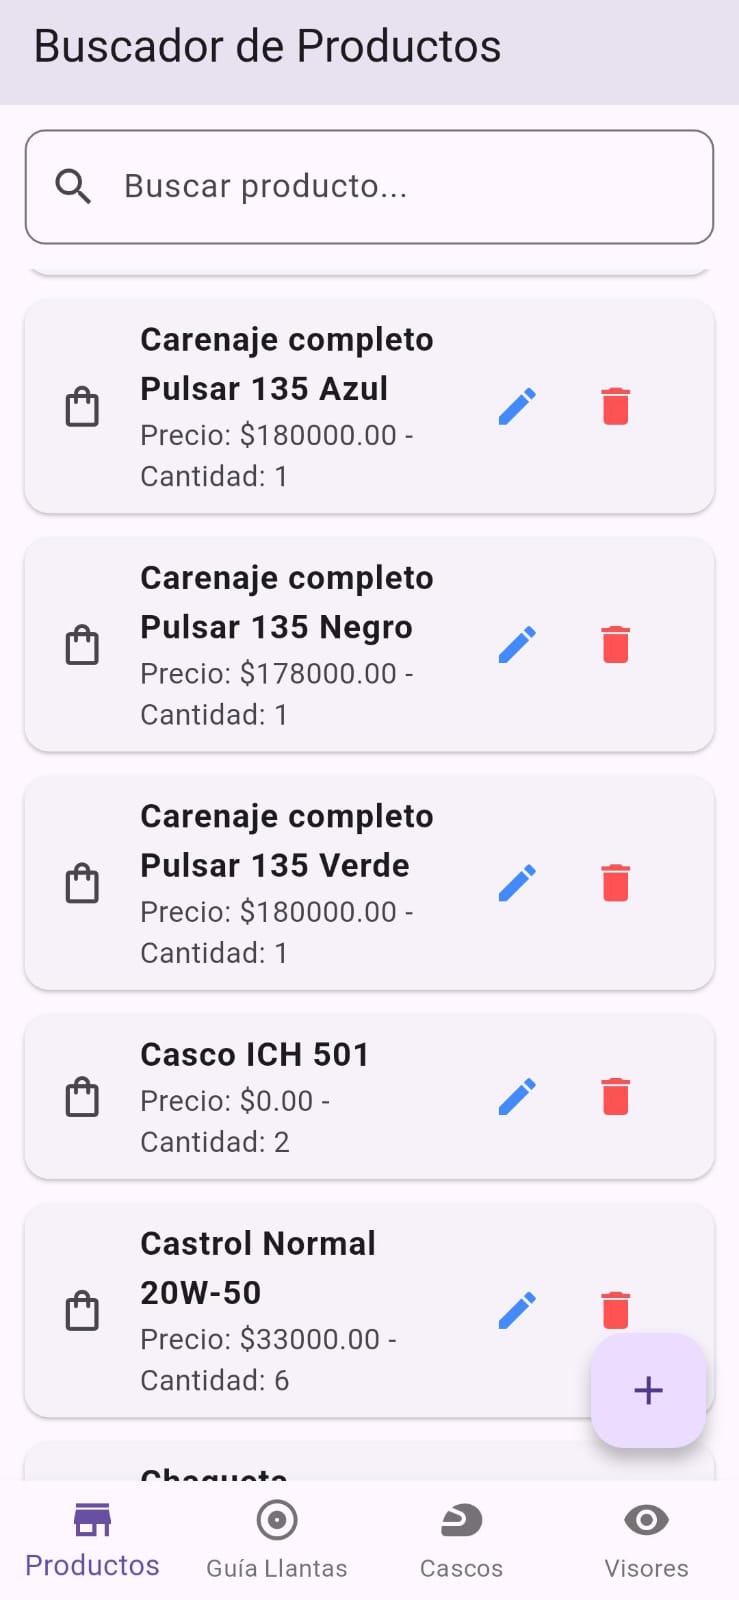 Buscador de Productos
Buscar producto...
Carenaje completo
Pulsar 135 Azul
Precio: $180000.00 -
Cantidad: 1
Carenaje completo
Pulsar 135 Negro
Precio: $178000.00 -
Cantidad: 1
Carenaje completo
Pulsar 135 Verde
Precio: $180000.00 -
Cantidad: 1
Casco ICH 501
Precio: $0.00 -
Cantidad: 2
Castrol Normal
20W-50
Precio: $33000.00 -
Cantidad: 6
Chaqueta
Productos
Guía Llantas
Cascos
Visores